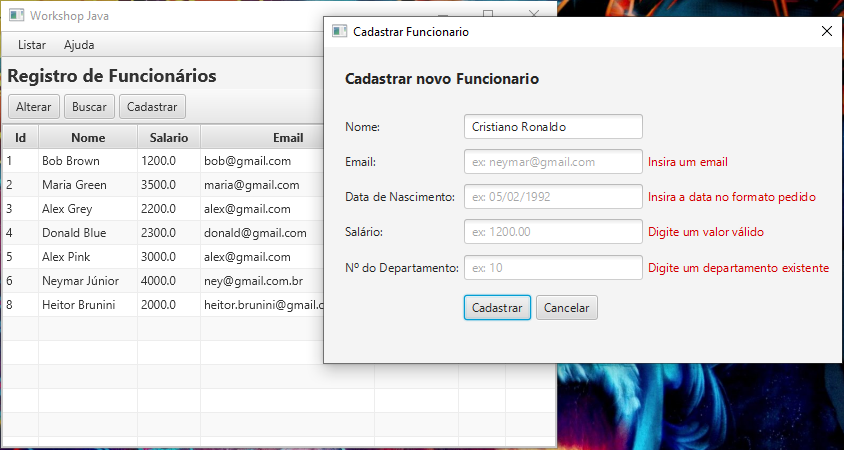 Workshop Java
Listar Ajuda
Registro de Funcionários
Alterar Buscar Cadastrar
Id Nome Salario Email
1 Bob Brown 1200.0 bob@gmail.com
2 Maria Green 3500.0 maria@gmail.com
3 Alex Grey 2200.0 alex@gmail.com
4 Donald Blue 2300.0 donald@gmail.com
5 Alex Pink 3000.0 alex@gmail.com
6 Neymar Júnior 4000.0 ney@gmail.com.br
8 Heitor Brunini 2000.0 heitor.brunini@gmail.c
Cadastrar Funcionario
Cadastrar novo Funcionario
Nome: Cristiano Ronaldo
Email: ex: neymar@gmail.com Insira um email
Data de Nascimento: ex: 05/02/1992 Insira a data no formato pedido
Salário: ex: 1200.00 Digite um valor válido
Nº do Departamento: ex: 10 Digite um departamento existente
Cadastrar Cancelar